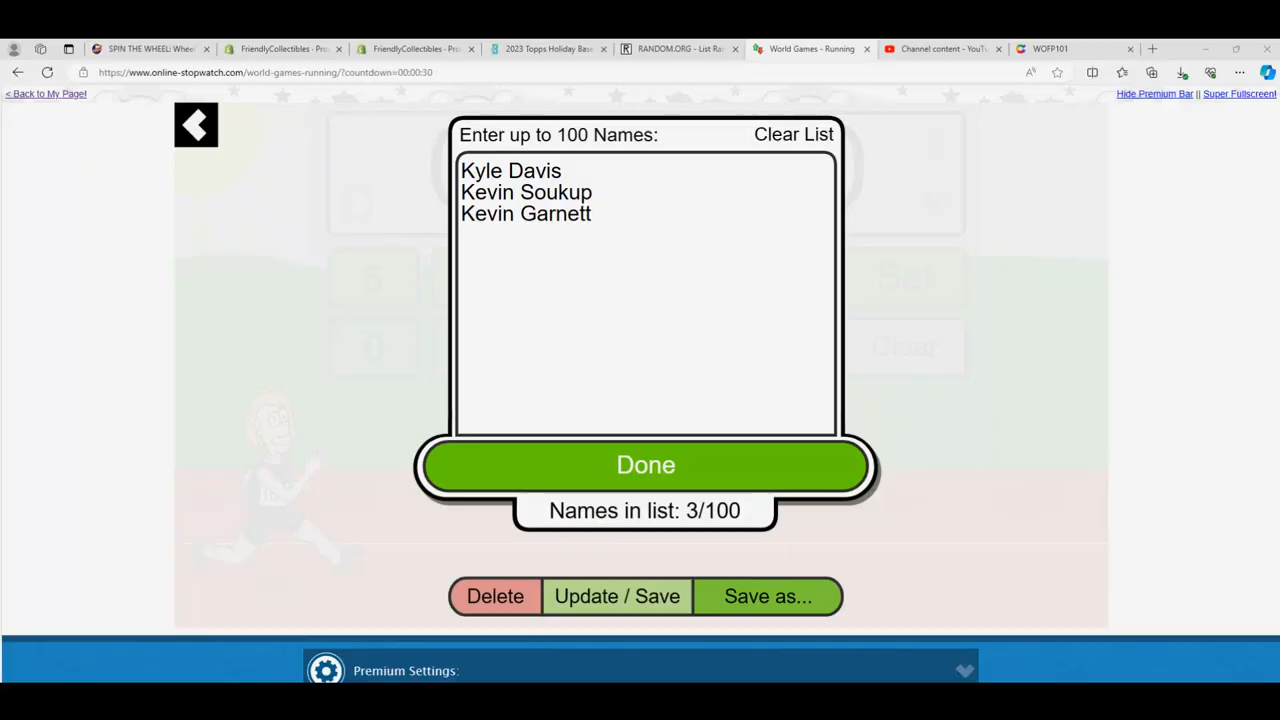 SPIN THE WHEEL: Whee
FriendlyCollectibles - Pro
FriendlyCollectibles - Pro
2023 Topps Holiday Base
RANDOM.ORG - List Ra
World Games - Running
Channel content - YouTu
WOFP101
https://www.online-stopwatch.com/world-games-running/?countdown=00:00:30
< Back to My Page!
Hide Premium Bar || Super Fullscreen!
Enter up to 100 Names:
Clear List
Kyle Davis
Kevin Soukup
Kevin Garnett
5
0
Clear
Done
Names in list: 3/100
Delete
Update / Save
Save as...
Premium Settings: